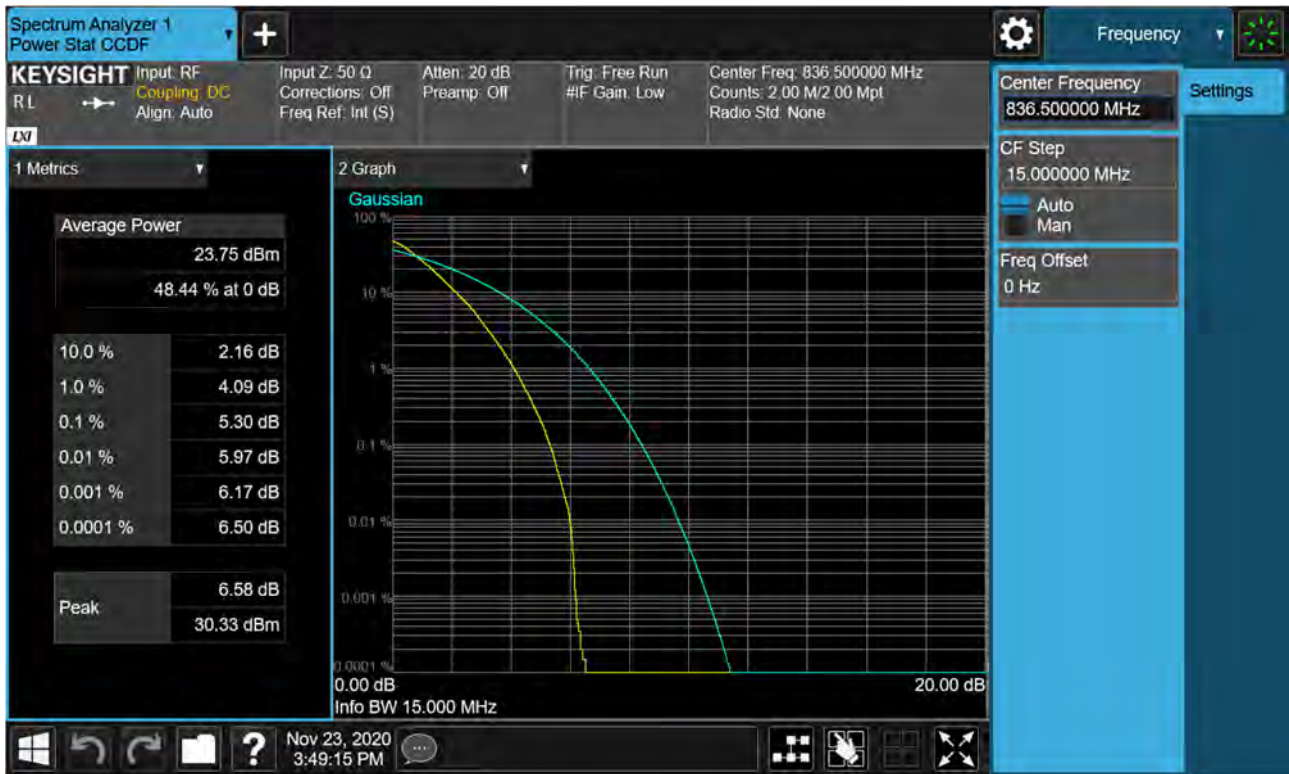 Spectrum Analyzer 1
Power Stat CCDF
Frequency
KEYSIGHT
RL
LXI
Input: RF
Coupling: DC
Align: Auto
Input Z: 50 Ω
Corrections: Off
Freq Ref: Int (S)
Atten: 20 dB
Preamp: Off
Trig: Free Run
#IF Gain: Low
Center Freq: 836.500000 MHz
Counts: 2.00 M/2.00 Mpt
Radio Std: None
Center Frequency
836.500000 MHz
Settings
CF Step
15.000000 MHz
Auto
Man
Freq Offset
0 Hz
1 Metrics
Average Power
23.75 dBm
48.44 % at 0 dB
10.0 % 2.16 dB
1.0 % 4.09 dB
0.1 % 5.30 dB
0.01 % 5.97 dB
0.001 % 6.17 dB
0.0001 % 6.50 dB
Peak
6.58 dB
30.33 dBm
2 Graph
Gaussian
100 %
10 %
1 %
0.1 %
0.01 %
0.001 %
0.0001 %
0.00 dB 20.00 dB
Info BW 15.000 MHz
?
Nov 23, 2020
3:49:15 PM